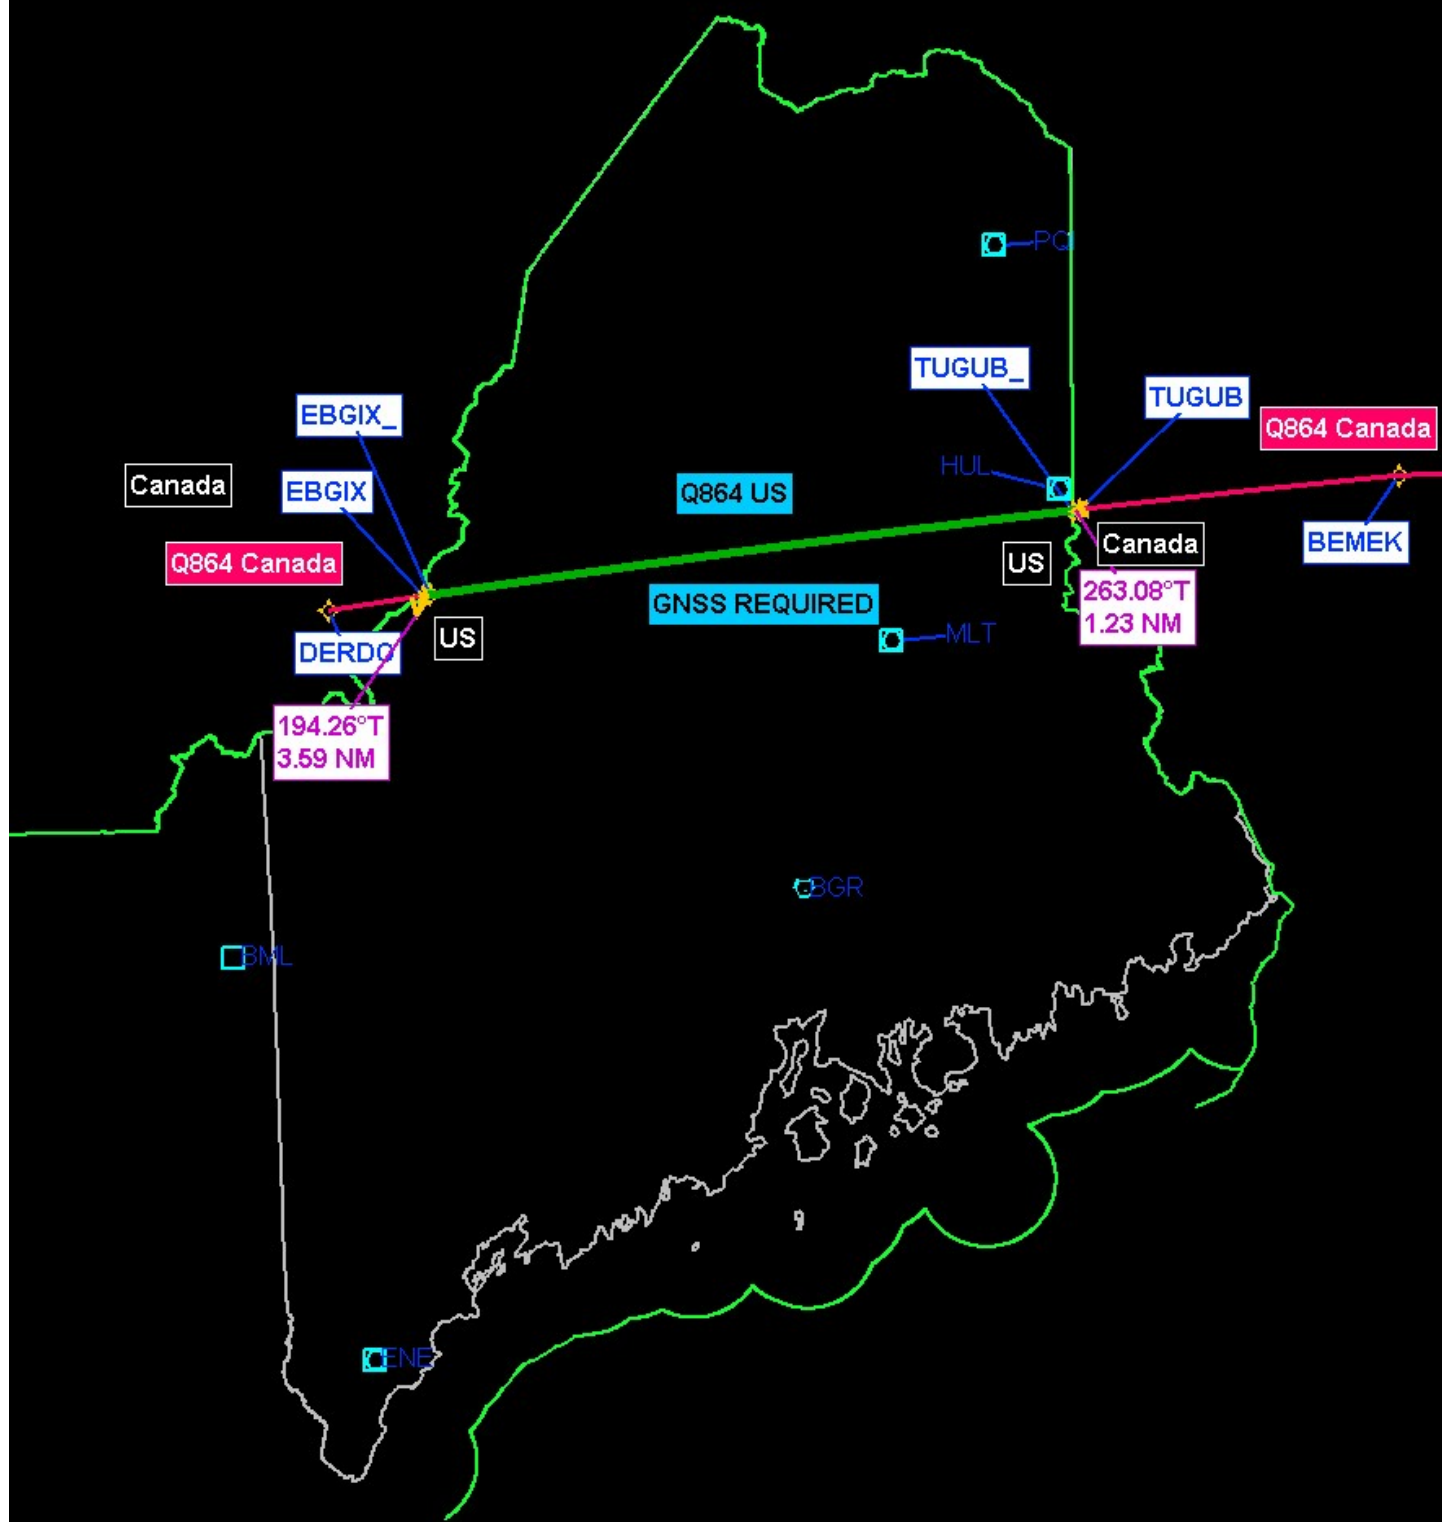 PQI
TUGUB_
TUGUB
EBGIX_
Q864 Canada
HUL
Canada
EBGIX
Q864 US
BEMEK
Canada
US
Q864 Canada
263.08°T
1.23 NM
GNSS REQUIRED
US
MLT
DERDO
194.26°T
3.59 NM
BGR
BML
ENE